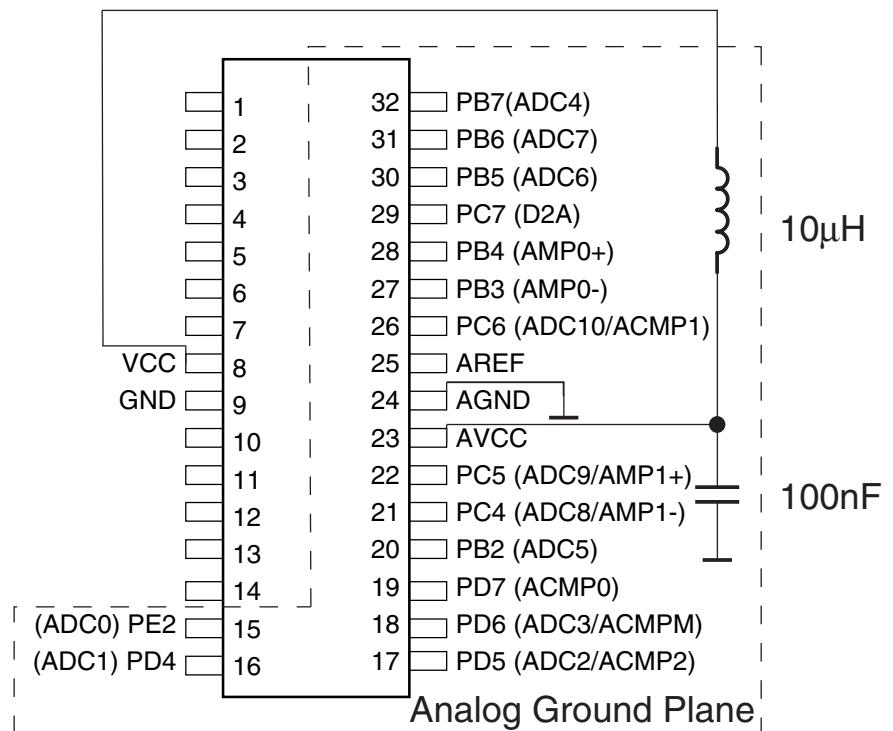 1
2
3
4
5
6
7
VCC 8
GND 9
10
11
12
13
14
(ADC0) PE2 15
(ADC1) PD4 16
32 PB7(ADC4)
31 PB6 (ADC7)
30 PB5 (ADC6)
29 PC7 (D2A)
28 PB4 (AMP0+)
27 PB3 (AMP0-)
26 PC6 (ADC10/ACMP1)
25 AREF
24 AGND
23 AVCC
22 PC5 (ADC9/AMP1+)
21 PC4 (ADC8/AMP1-)
20 PB2 (ADC5)
19 PD7 (ACMP0)
18 PD6 (ADC3/ACMPM)
17 PD5 (ADC2/ACMP2)
10μH
100nF
Analog Ground Plane